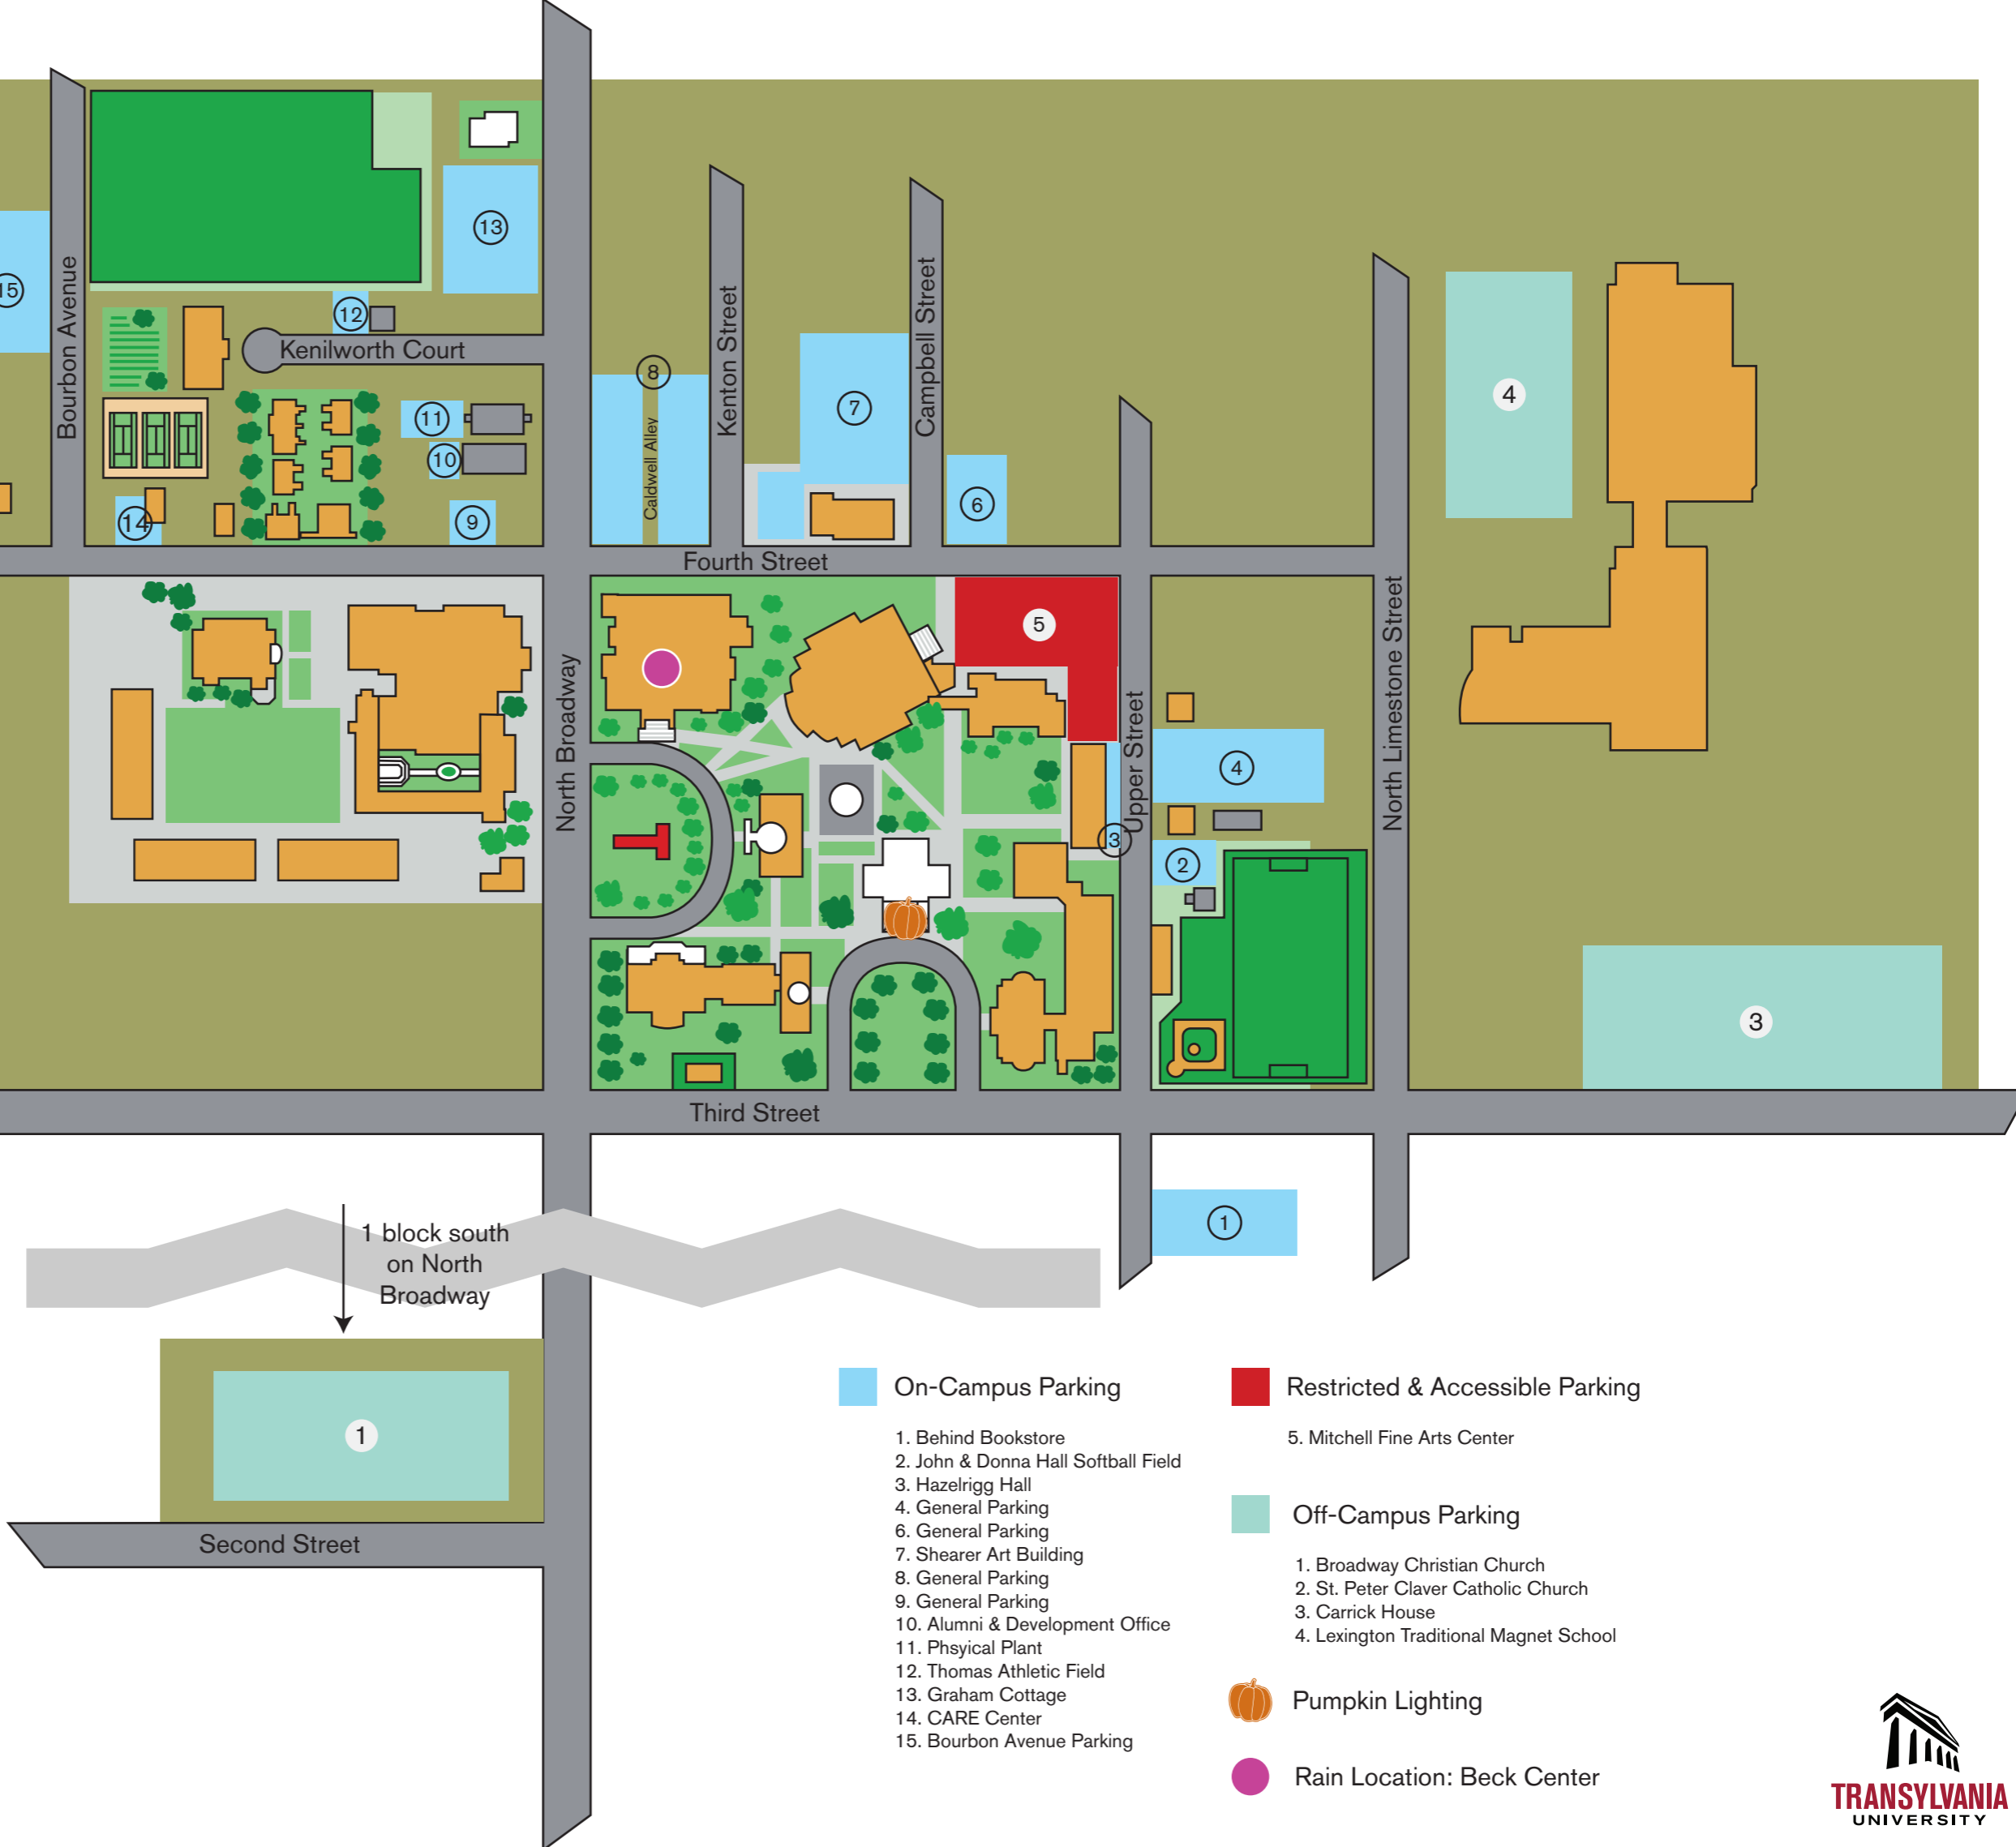 13
15
Bourbon Avenue
12
Kenilworth Court
8
Kenton Street
Campbell Street
7
4
11
10
Caldwell Alley
6
14
9
Fourth Street
5
North Broadway
Upper Street
North Limestone Street
4
3
2
3
Third Street
1
1 block south
on North
Broadway
1
Second Street
On-Campus Parking
1. Behind Bookstore
2. John & Donna Hall Softball Field
3. Hazelrigg Hall
4. General Parking
6. General Parking
7. Shearer Art Building
8. General Parking
9. General Parking
10. Alumni & Development Office
11. Phsyical Plant
12. Thomas Athletic Field
13. Graham Cottage
14. CARE Center
15. Bourbon Avenue Parking
Restricted & Accessible Parking
5. Mitchell Fine Arts Center
Off-Campus Parking
1. Broadway Christian Church
2. St. Peter Claver Catholic Church
3. Carrick House
4. Lexington Traditional Magnet School
Pumpkin Lighting
Rain Location: Beck Center
TRANSYLVANIA
UNIVERSITY